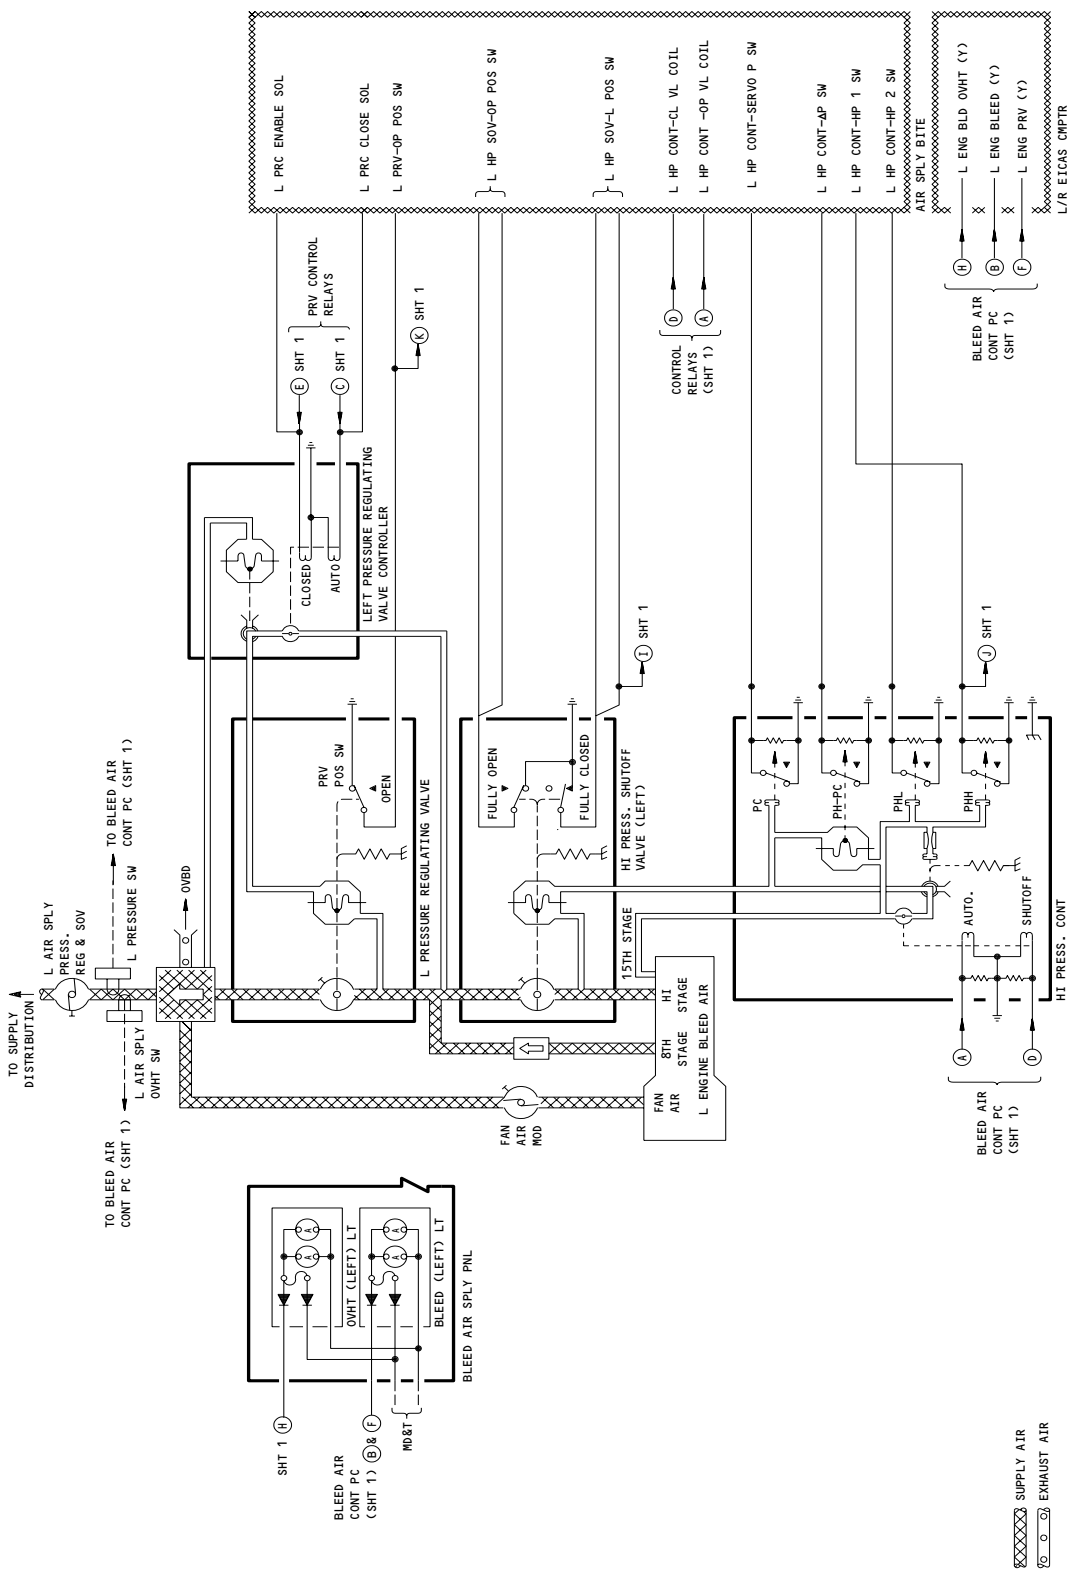 L PRC ENABLE SOL
L PRC CLOSE SOL
L PRV-OP POS SW
L HP SOV-OP POS SW
L HP SOV-L POS SW
L HP CONT-CL VL COIL
L HP CONT -OP VL COIL
L HP CONT-SERVO P SW
L HP CONT-ΔP SW
L HP CONT-HP 1 SW
L HP CONT-HP 2 SW
AIR SPLY BITE
L ENG BLD OVHT (Y)
L ENG BLEED (Y)
L ENG PRV (Y)
L/R EICAS CMPTR
H
B
F
BLEED AIR
CONT PC
(SHT 1)
PRV CONTROL
RELAYS
E SHT 1
C SHT 1
K SHT 1
D
A
CONTROL
RELAYS
(SHT 1)
CLOSED
AUTO
LEFT PRESSURE REGULATING
VALVE CONTROLLER
I SHT 1
J SHT 1
TO BLEED AIR
CONT PC (SHT 1)
L PRESSURE SW
L AIR SPLY
PRESS.
REG & SOV
TO SUPPLY
DISTRIBUTION
OVBD
L AIR SPLY
OVHT SW
TO BLEED AIR
CONT PC (SHT 1)
PRV
POS SW
OPEN
L PRESSURE REGULATING VALVE
FULLY OPEN
FULLY CLOSED
HI PRESS. SHUTOFF
VALVE (LEFT)
15TH STAGE
PC
PH-PC
PHL
PHH
AUTO.
SHUTOFF
HI PRESS. CONT
HI
STAGE
8TH
STAGE
FAN
AIR
L ENGINE BLEED AIR
FAN
AIR
MOD
A
D
BLEED AIR
CONT PC
(SHT 1)
A
A
OVHT (LEFT) LT
A
A
BLEED (LEFT) LT
BLEED AIR SPLY PNL
SHT 1 H
BLEED AIR
CONT PC
(SHT 1) B & F
MD&T
SUPPLY AIR
EXHAUST AIR